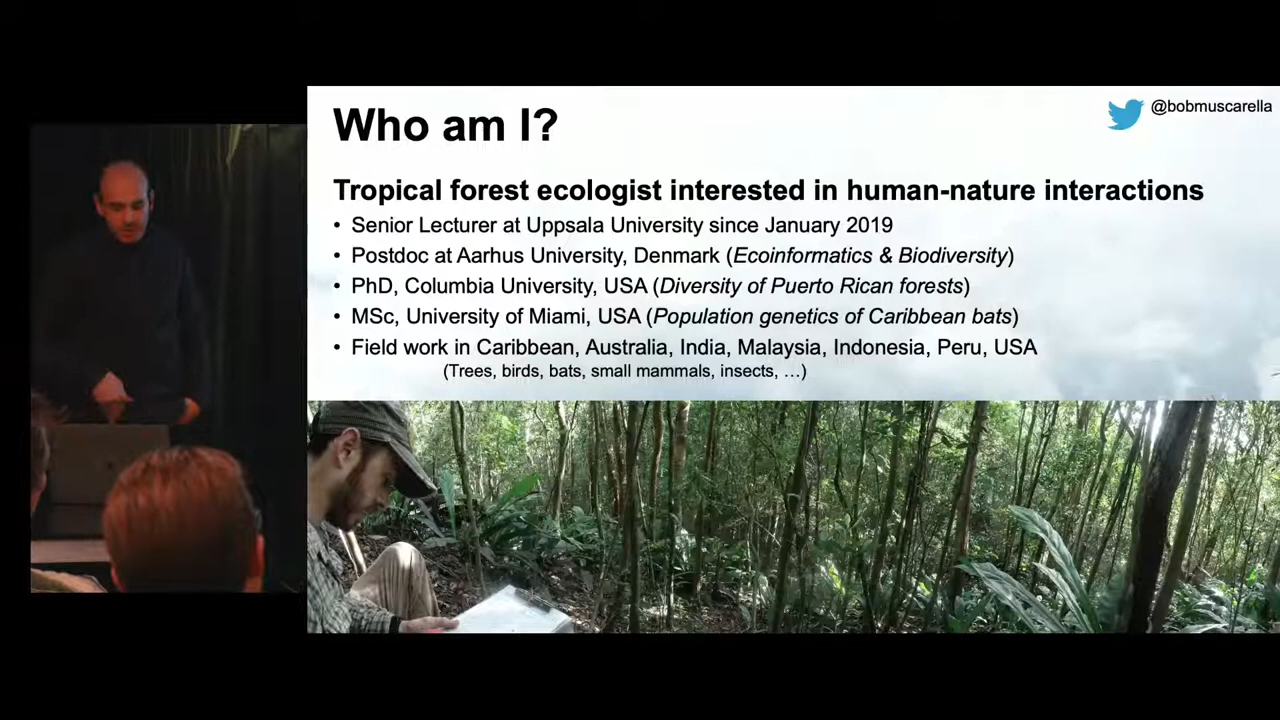 Who am I?
@bobmuscarella
Tropical forest ecologist interested in human-nature interactions
• Senior Lecturer at Uppsala University since January 2019
• Postdoc at Aarhus University, Denmark (Ecoinformatics & Biodiversity)
• PhD, Columbia University, USA (Diversity of Puerto Rican forests)
• MSc, University of Miami, USA (Population genetics of Caribbean bats)
• Field work in Caribbean, Australia, India, Malaysia, Indonesia, Peru, USA
(Trees, birds, bats, small mammals, insects, …)